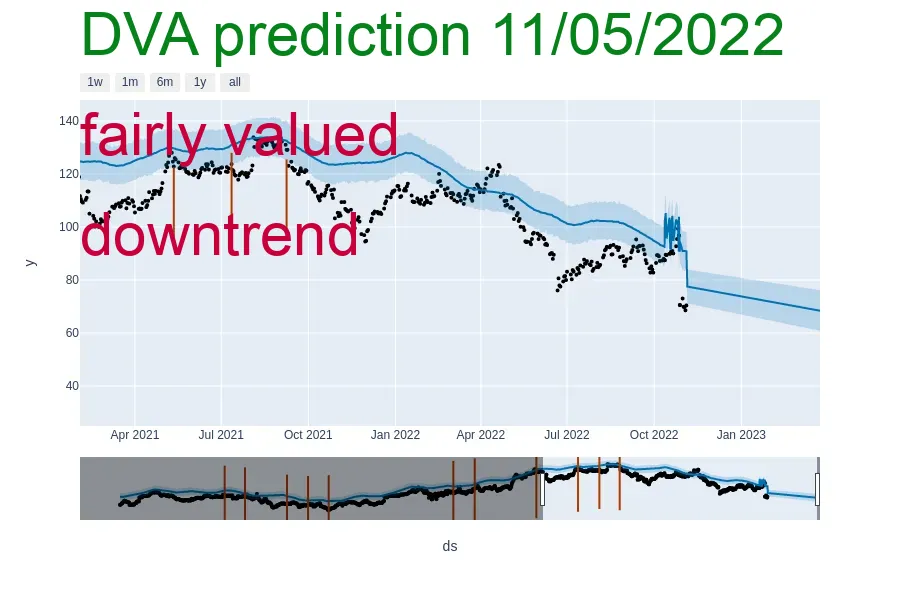 DVA prediction 11/05/2022
1w 1m 6m 1y all
fairly valued
downtrend
140
120
100
80
60
40
y
Apr 2021 Jul 2021 Oct 2021 Jan 2022 Apr 2022 Jul 2022 Oct 2022 Jan 2023
ds